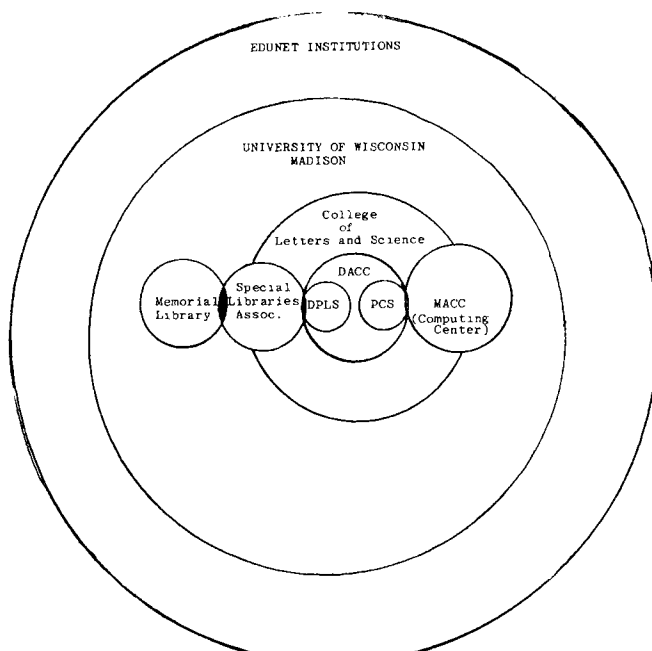 EDUNET INSTITUTIONS
UNIVERSITY OF WISCONSIN
MADISON
College
of
Letters and Science
DACC
Special
Libraries
Assoc.
Memorial
Library
DPLS
PCS
MACC
(Computing
Center)